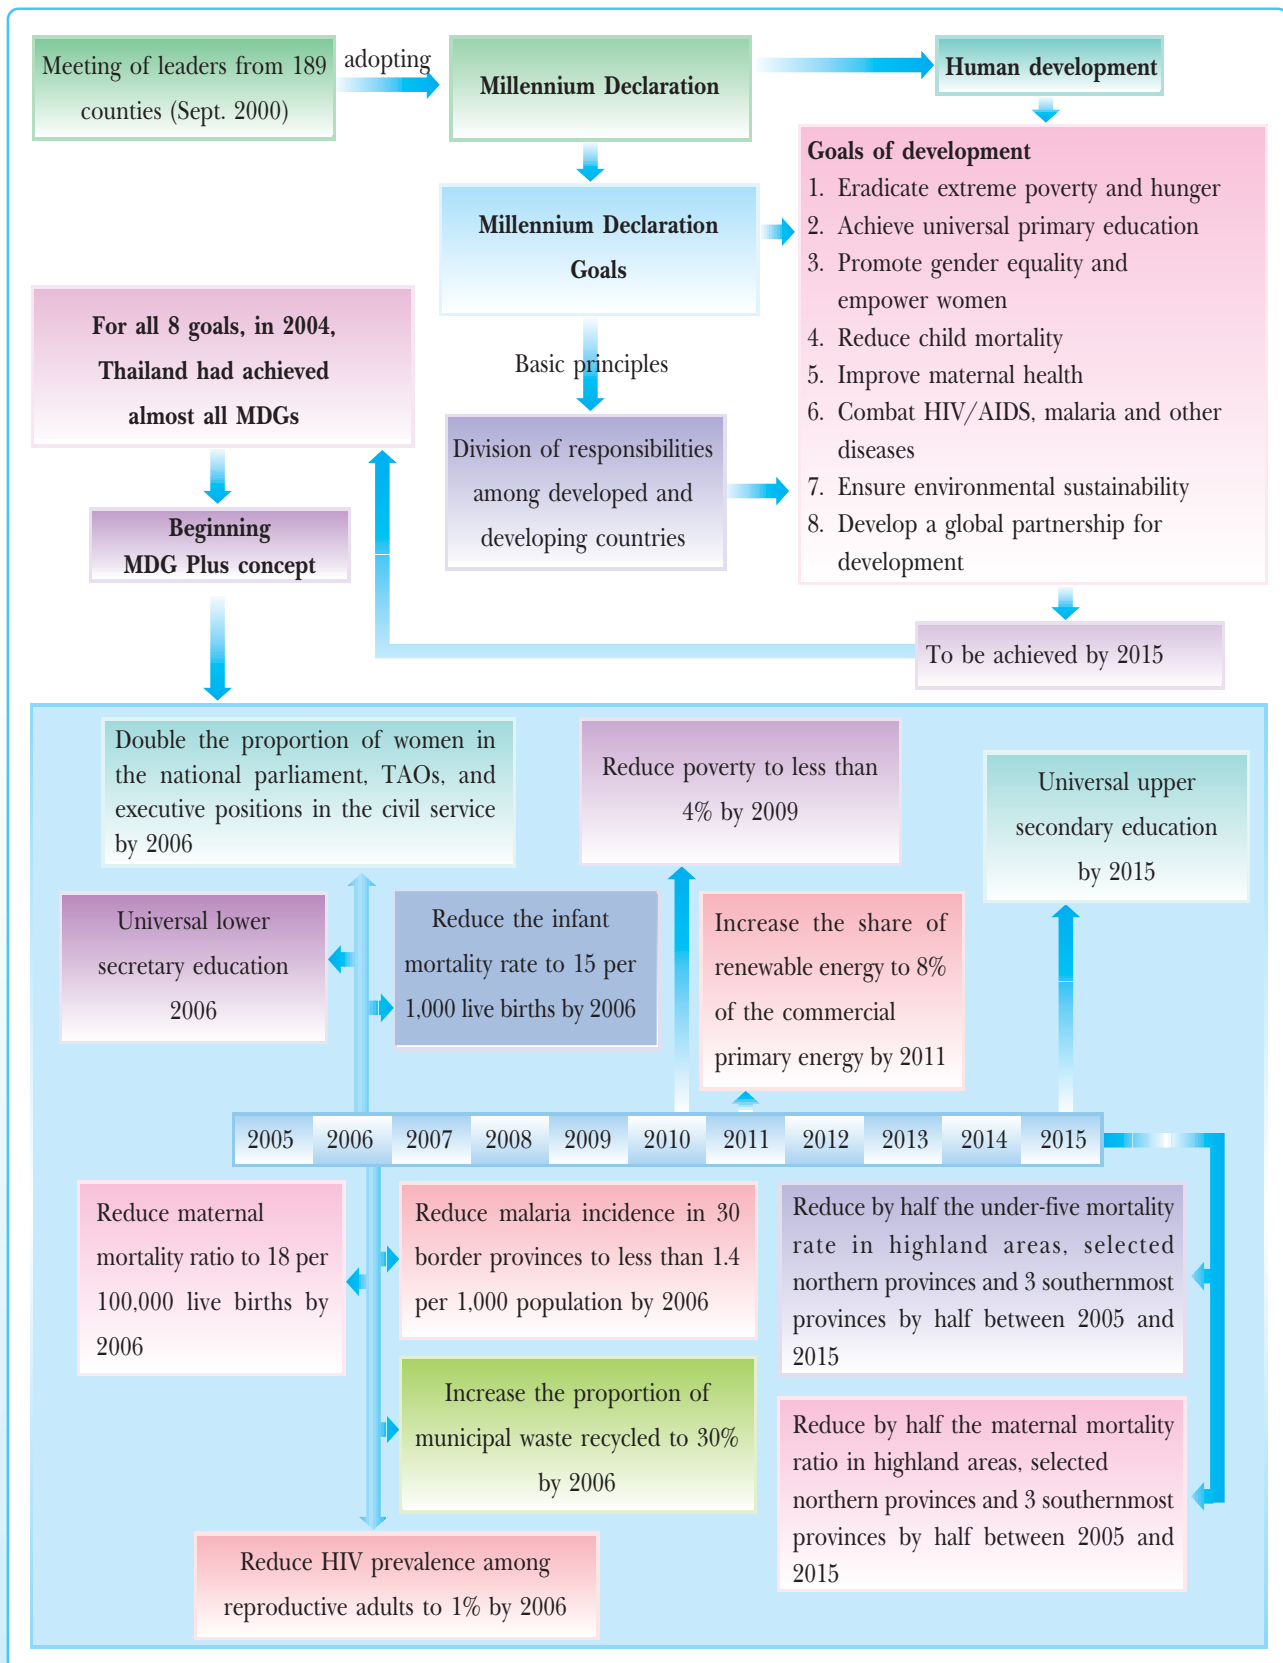 Meeting of leaders from 189
counties (Sept. 2000)
adopting
Millennium Declaration
Human development
Millennium Declaration
Goals
Goals of development
1. Eradicate extreme poverty and hunger
2. Achieve universal primary education
3. Promote gender equality and
empower women
4. Reduce child mortality
5. Improve maternal health
6. Combat HIV/AIDS, malaria and other
diseases
7. Ensure environmental sustainability
8. Develop a global partnership for
development
For all 8 goals, in 2004,
Thailand had achieved
almost all MDGs
Basic principles
Division of responsibilities
among developed and
developing countries
Beginning
MDG Plus concept
To be achieved by 2015
Double the proportion of women in
the national parliament, TAOs, and
executive positions in the civil service
by 2006
Reduce poverty to less than
4% by 2009
Universal upper
secondary education
by 2015
Universal lower
secretary education
2006
Reduce the infant
mortality rate to 15 per
1,000 live births by 2006
Increase the share of
renewable energy to 8%
of the commercial
primary energy by 2011
2005 2006 2007 2008 2009 2010 2011 2012 2013 2014 2015
Reduce maternal
mortality ratio to 18 per
100,000 live births by
2006
Reduce malaria incidence in 30
border provinces to less than 1.4
per 1,000 population by 2006
Reduce by half the under-five mortality
rate in highland areas, selected
northern provinces and 3 southernmost
provinces by half between 2005 and
2015
Increase the proportion of
municipal waste recycled to 30%
by 2006
Reduce by half the maternal mortality
ratio in highland areas, selected
northern provinces and 3 southernmost
provinces by half between 2005 and
2015
Reduce HIV prevalence among
reproductive adults to 1% by 2006